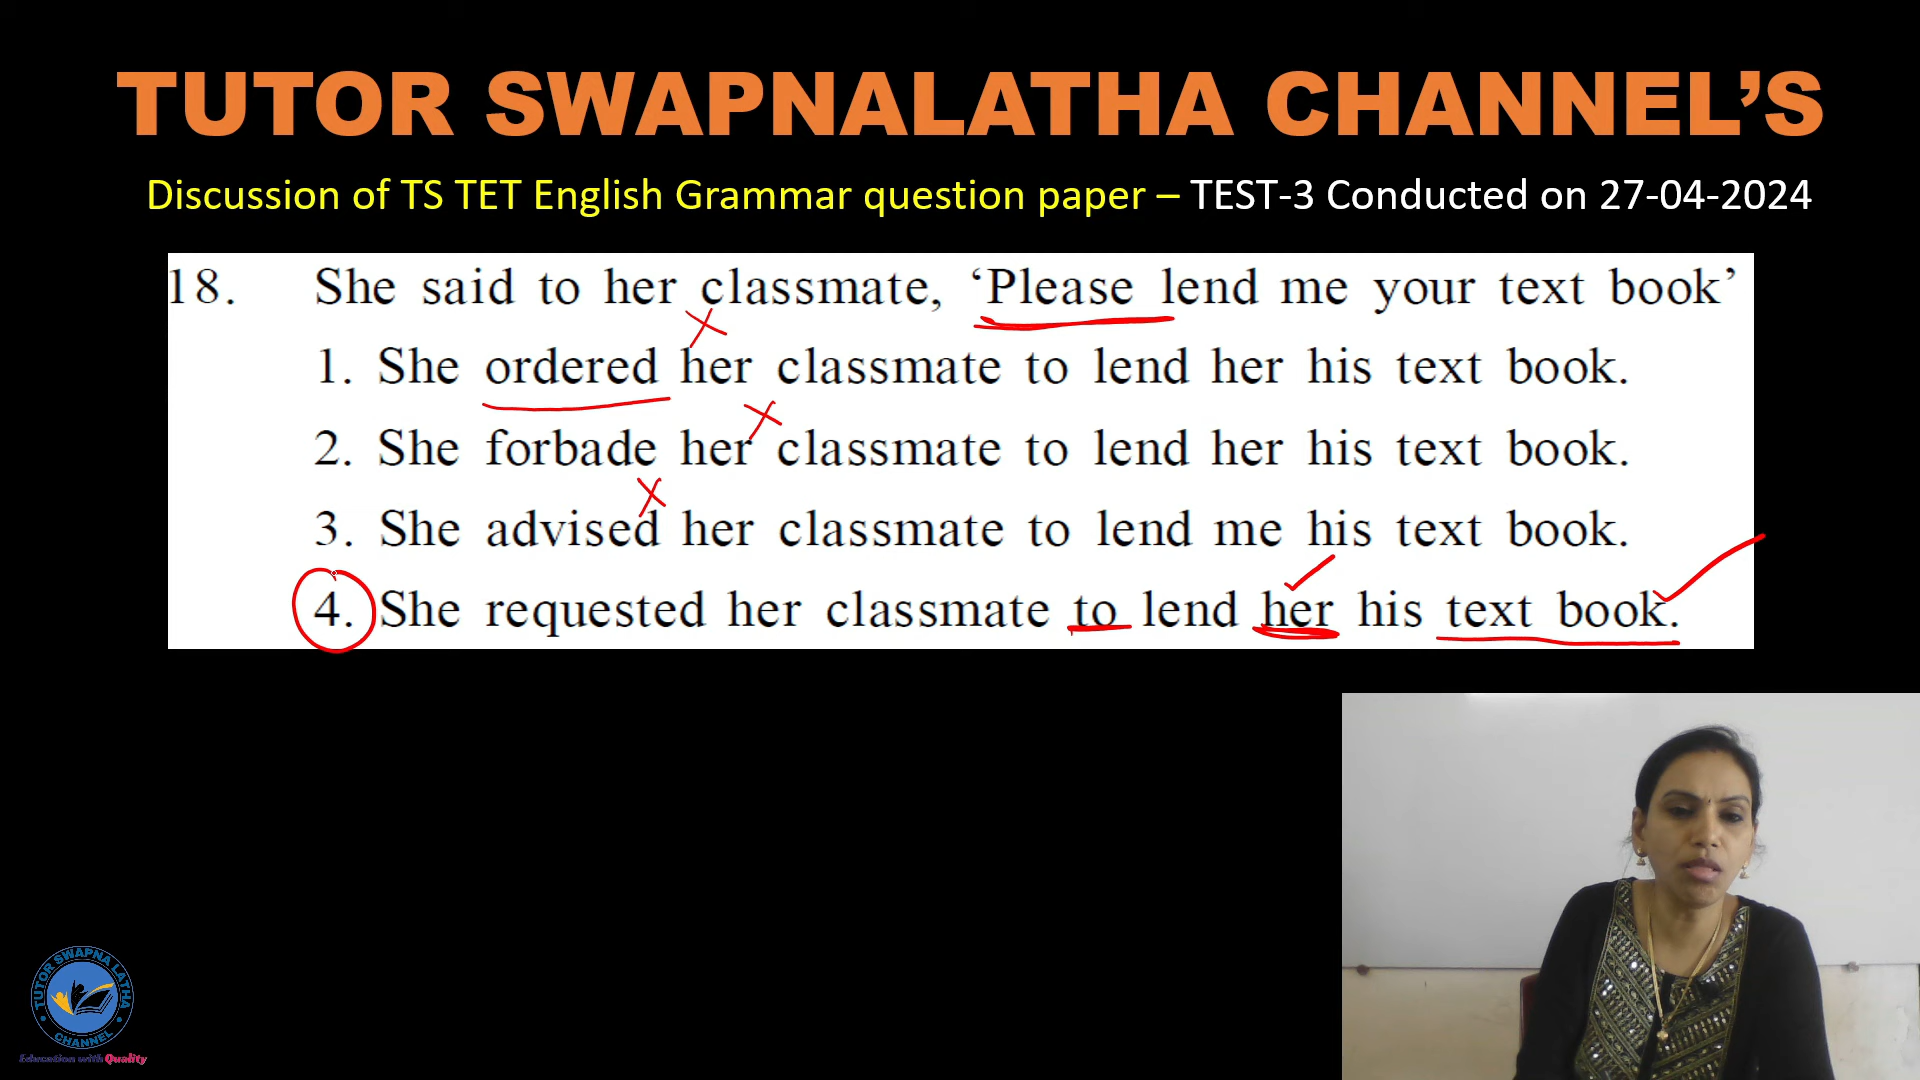 TUTOR SWAPNALATHA CHANNEL’S
Discussion of TS TET English Grammar question paper – TEST-3 Conducted on 27-04-2024
18. She said to her classmate, ‘Please lend me your text book’
1. She ordered her classmate to lend her his text book.
2. She forbade her classmate to lend her his text book.
3. She advised her classmate to lend me his text book.
4. She requested her classmate to lend her his text book.
TUTOR SWAPNA LATHA
CHANNEL
Education with Quality